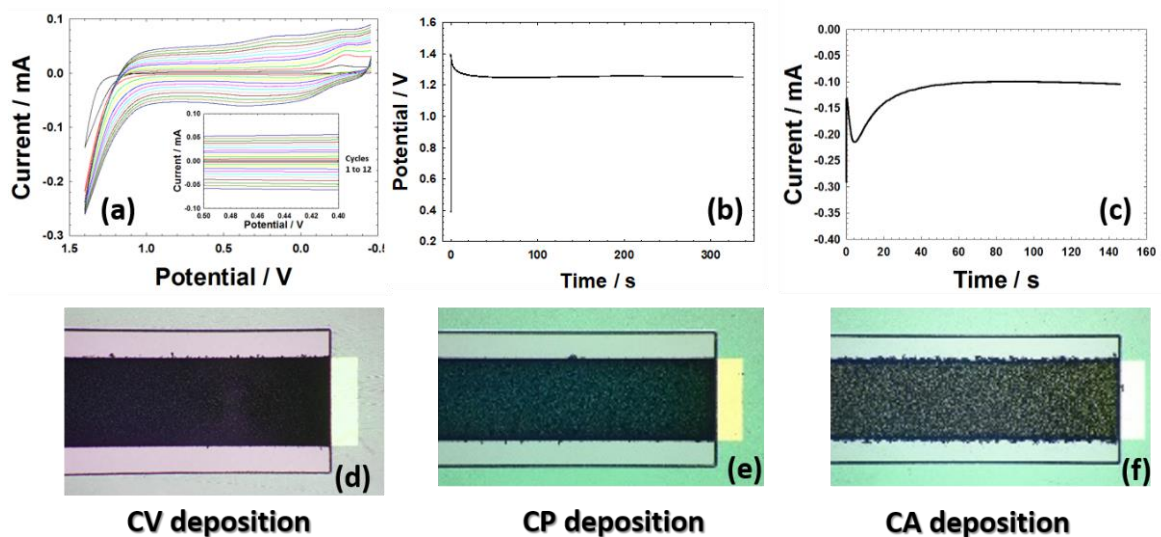 (a)
Current / mA
0.1
0.0
-0.1
-0.2
-0.3
1.5
1.0
0.5
0.0
-0.5
Potential / V
Current / mA
0.10
0.05
0.00
-0.05
-0.10
0.50
0.48
0.46
0.44
0.42
0.40
Potential / V
Cycles
1 to 12
(b)
Potential / V
1.6
1.4
1.2
1.0
0.8
0.6
0.4
0.2
0
100
200
300
Time / s
(c)
Current / mA
0.00
-0.05
-0.10
-0.15
-0.20
-0.25
-0.30
-0.35
-0.40
0
20
40
60
80
100
120
140
160
Time / s
(d)
(e)
(f)
CV deposition
CP deposition
CA deposition